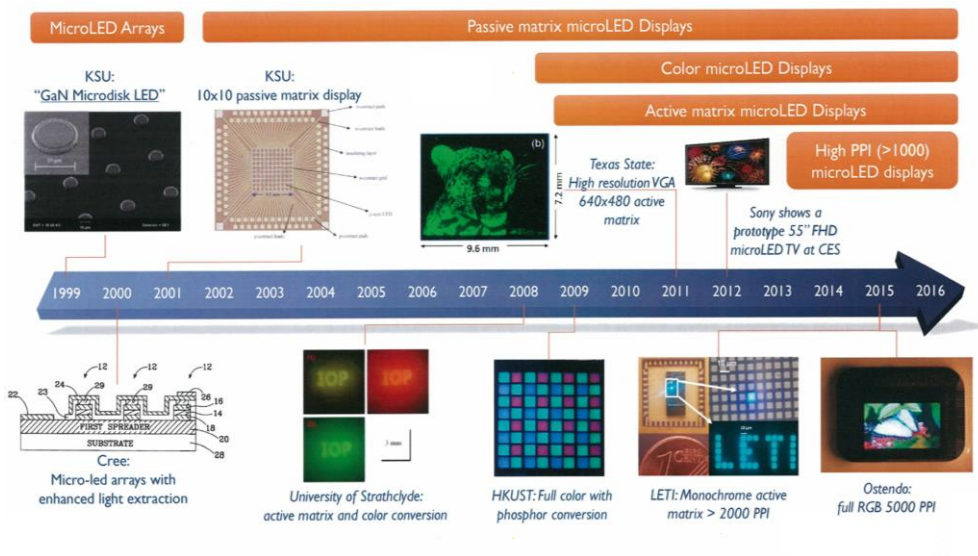 MicroLED Arrays
Passive matrix microLED Displays
Color microLED Displays
Active matrix microLED Displays
High PPI (>1000)
microLED displays
KSU:
"GaN Microdisk LED"
KSU:
10x10 passive matrix display
(b)
7.2 mm
9.6 mm
Texas State:
High resolution VGA
640x480 active
matrix
Sony shows a
prototype 55" FHD
microLED TV at CES
1999 2000 2001 2002 2003 2004 2005 2006 2007 2008 2009 2010 2011 2012 2013 2014 2015 2016
12 12 12
24 29 29 26
22 23 16
14
18
FIRST SPREADER 20
SUBSTRATE 28
Cree:
Micro-led arrays with
enhanced light extraction
IOP IOP
IOP
3 mm
University of Strathclyde:
active matrix and color conversion
HKUST: Full color with
phosphor conversion
LETI
LETI: Monochrome active
matrix > 2000 PPI
Ostendo:
full RGB 5000 PPI